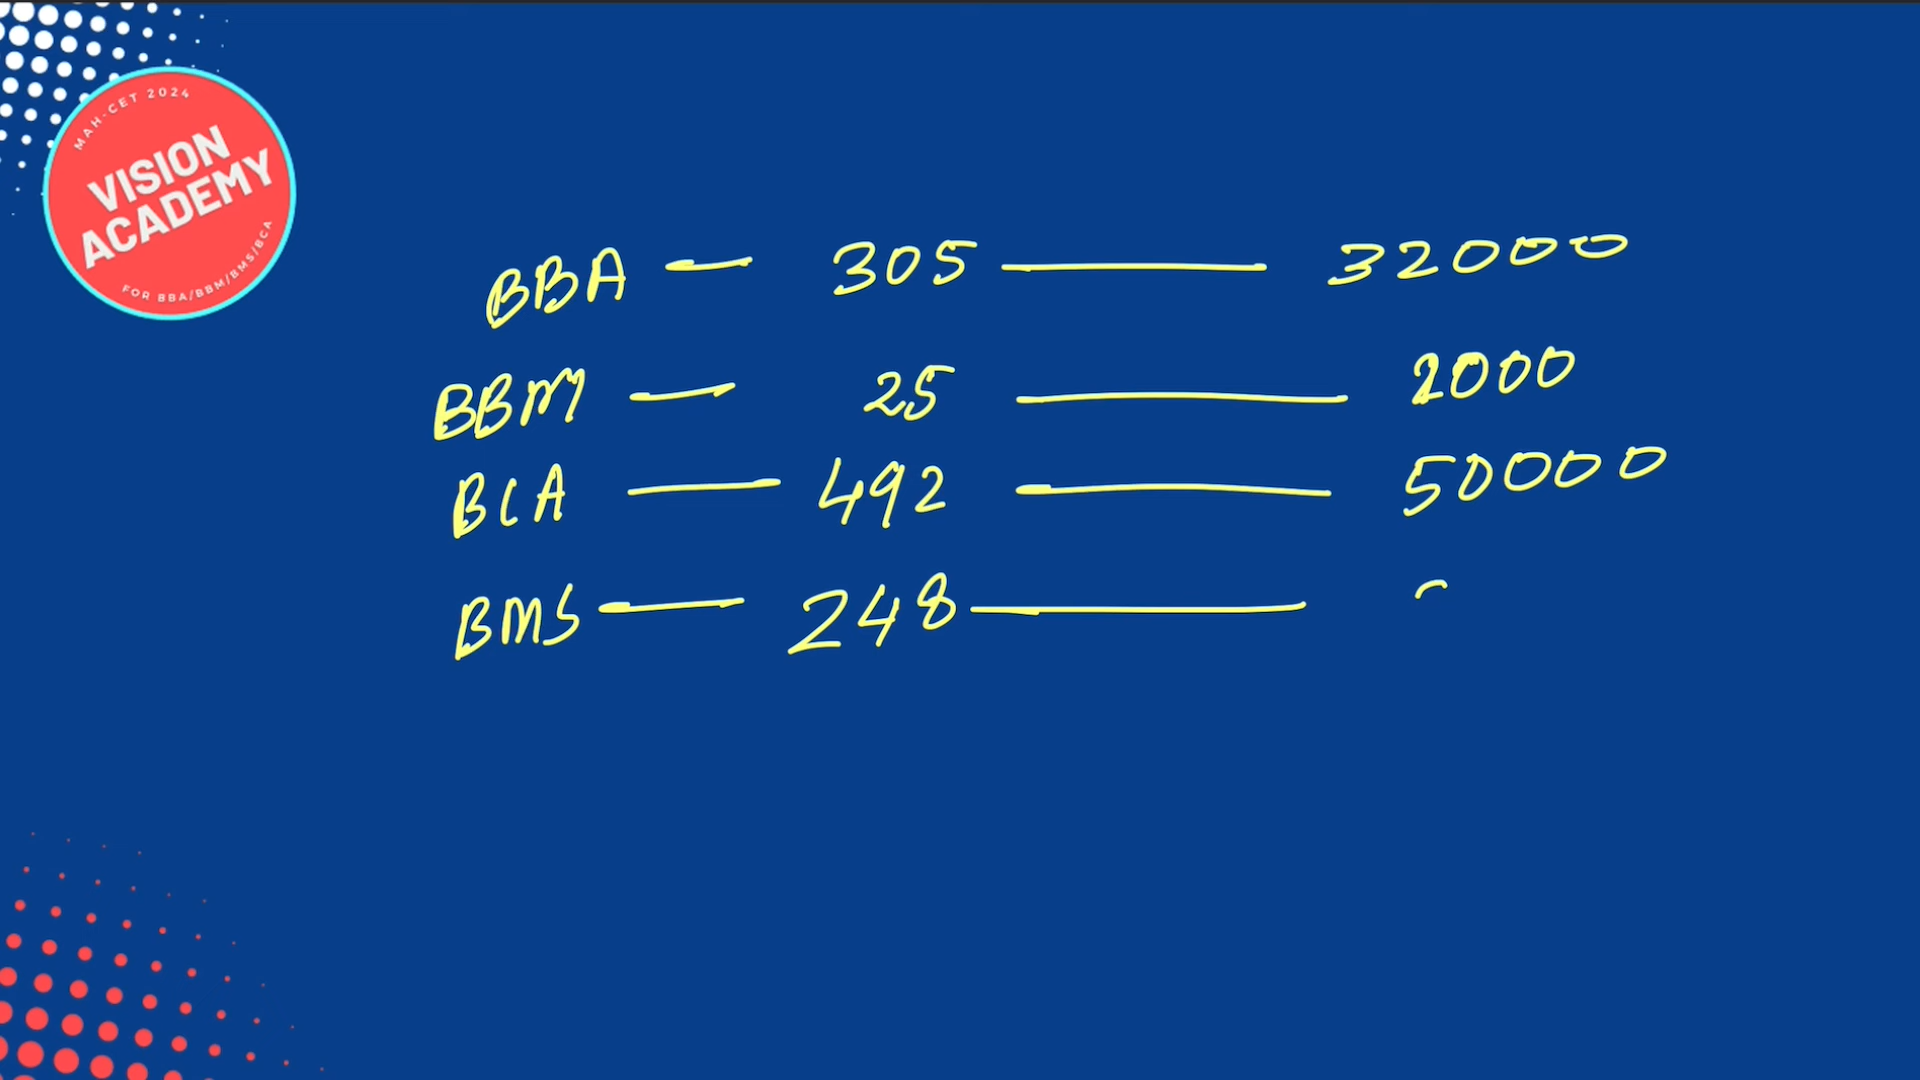 MAH-CET 2024
VISION
ACADEMY
FOR BBA/BBM/BMS/BCA
BBA — 305 — 32000
BBM — 25 — 2000
BCA — 492 — 50000
BMS — 248 —